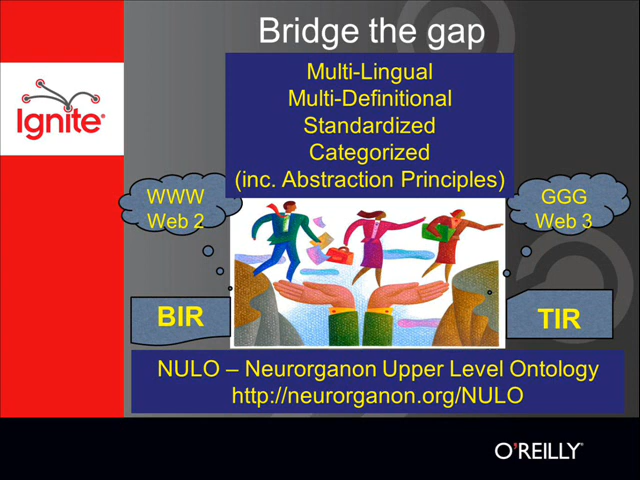 Bridge the gap
Ignite
Multi-Lingual
Multi-Definitional
Standardized
Categorized
(inc. Abstraction Principles)
WWW
Web 2
GGG
Web 3
BIR
TIR
NULO – Neurorganon Upper Level Ontology
http://neurorganon.org/NULO
O'REILLY